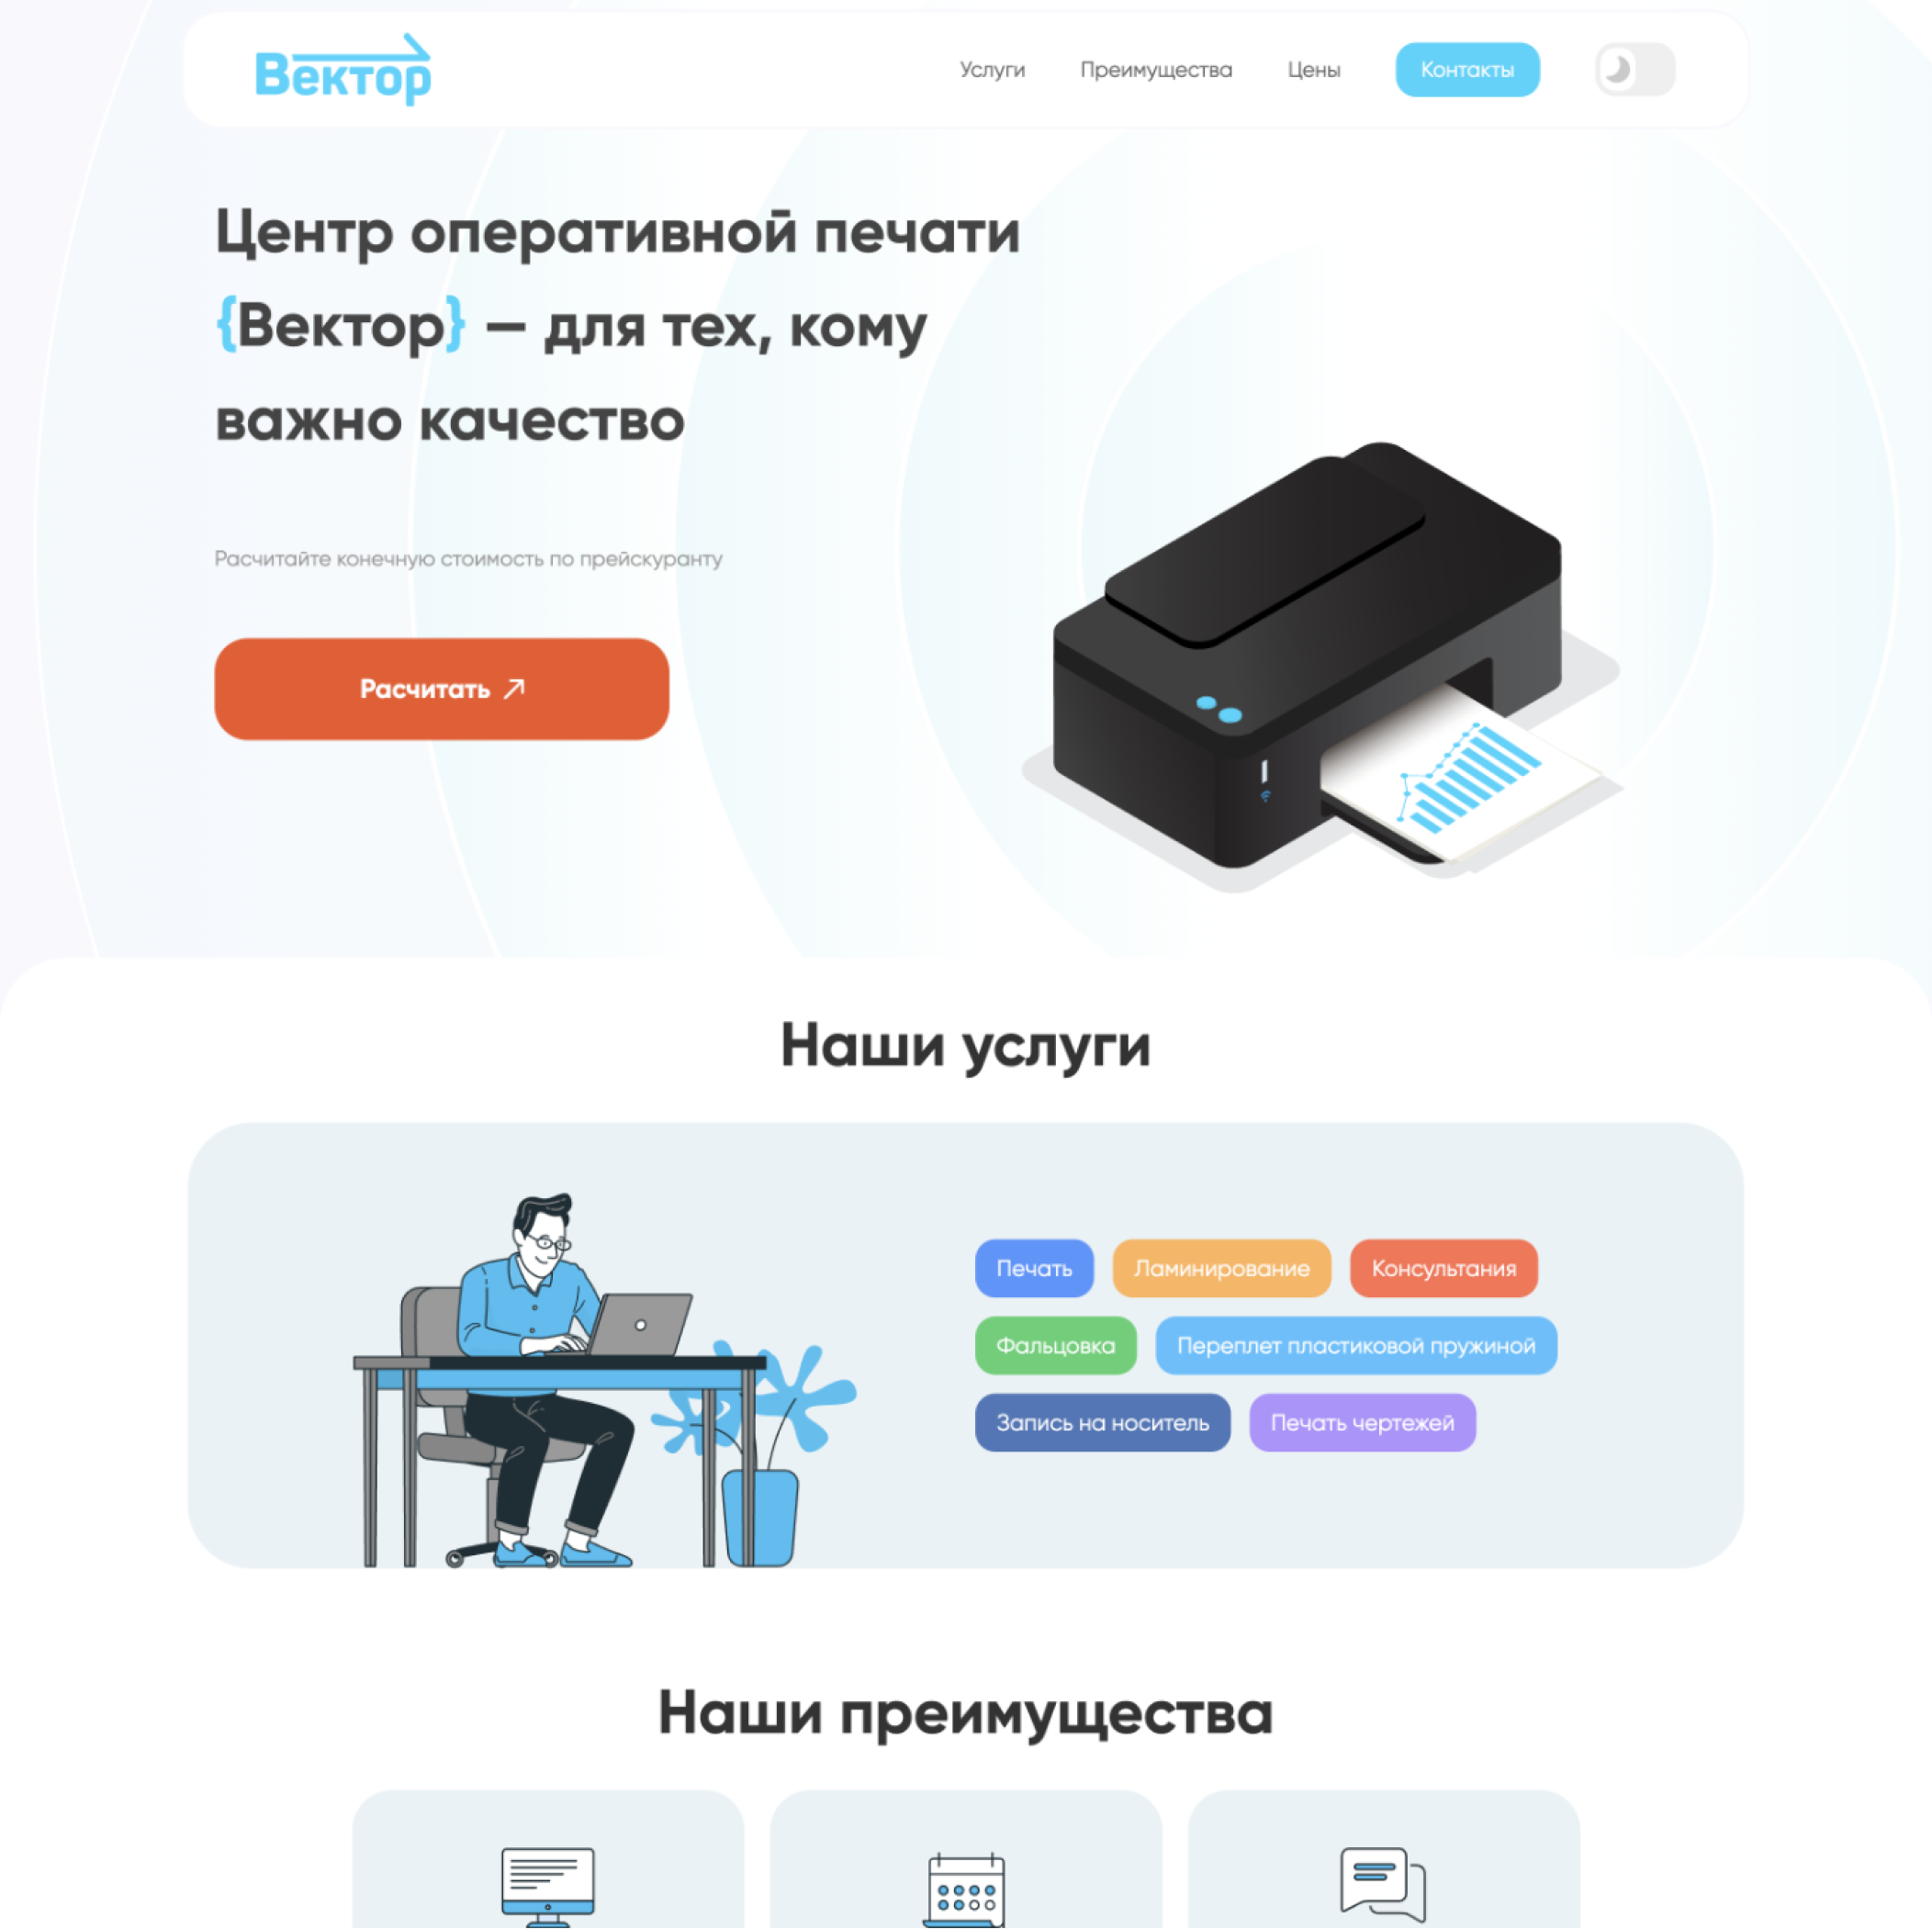 Вектор
Услуги Преимущества Цены Контакты
Центр оперативной печати
{Вектор} — для тех, кому
важно качество
Расчитайте конечную стоимость по прейскуранту
Расчитать
Наши услуги
Печать Ламинирование Консультания
Фальцовка Переплет пластиковой пружиной
Запись на носитель Печать чертежей
Наши преимущества